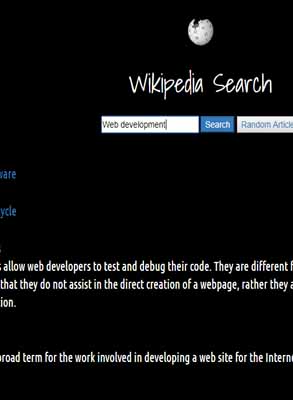 Wikipedia Search
Web development Search Random Article
ware
ycle
s
s allow web developers to test and debug their code. They are different f
that they do not assist in the direct creation of a webpage, rather they a
tion.
broad term for the work involved in developing a web site for the Interne